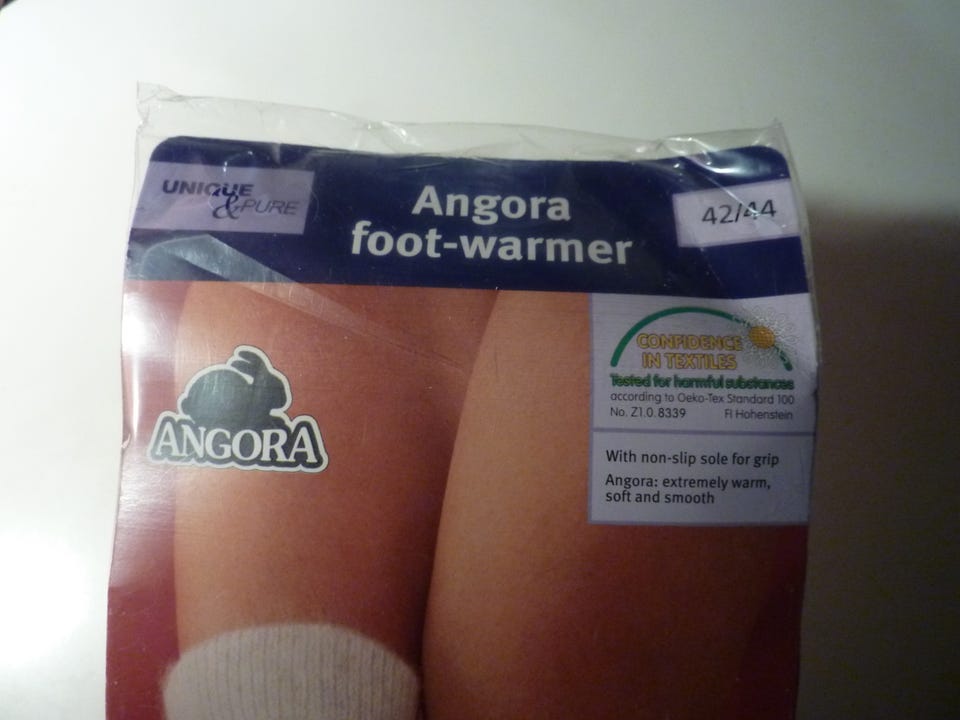 UNIQUE
&PURE
Angora
foot-warmer
42/44
ANGORA
CONFIDENCE
IN TEXTILES
Tested for harmful substances
according to Oeko-Tex Standard 100
No. Z1.0.8339 FI Hohenstein
With non-slip sole for grip
Angora: extremely warm,
soft and smooth